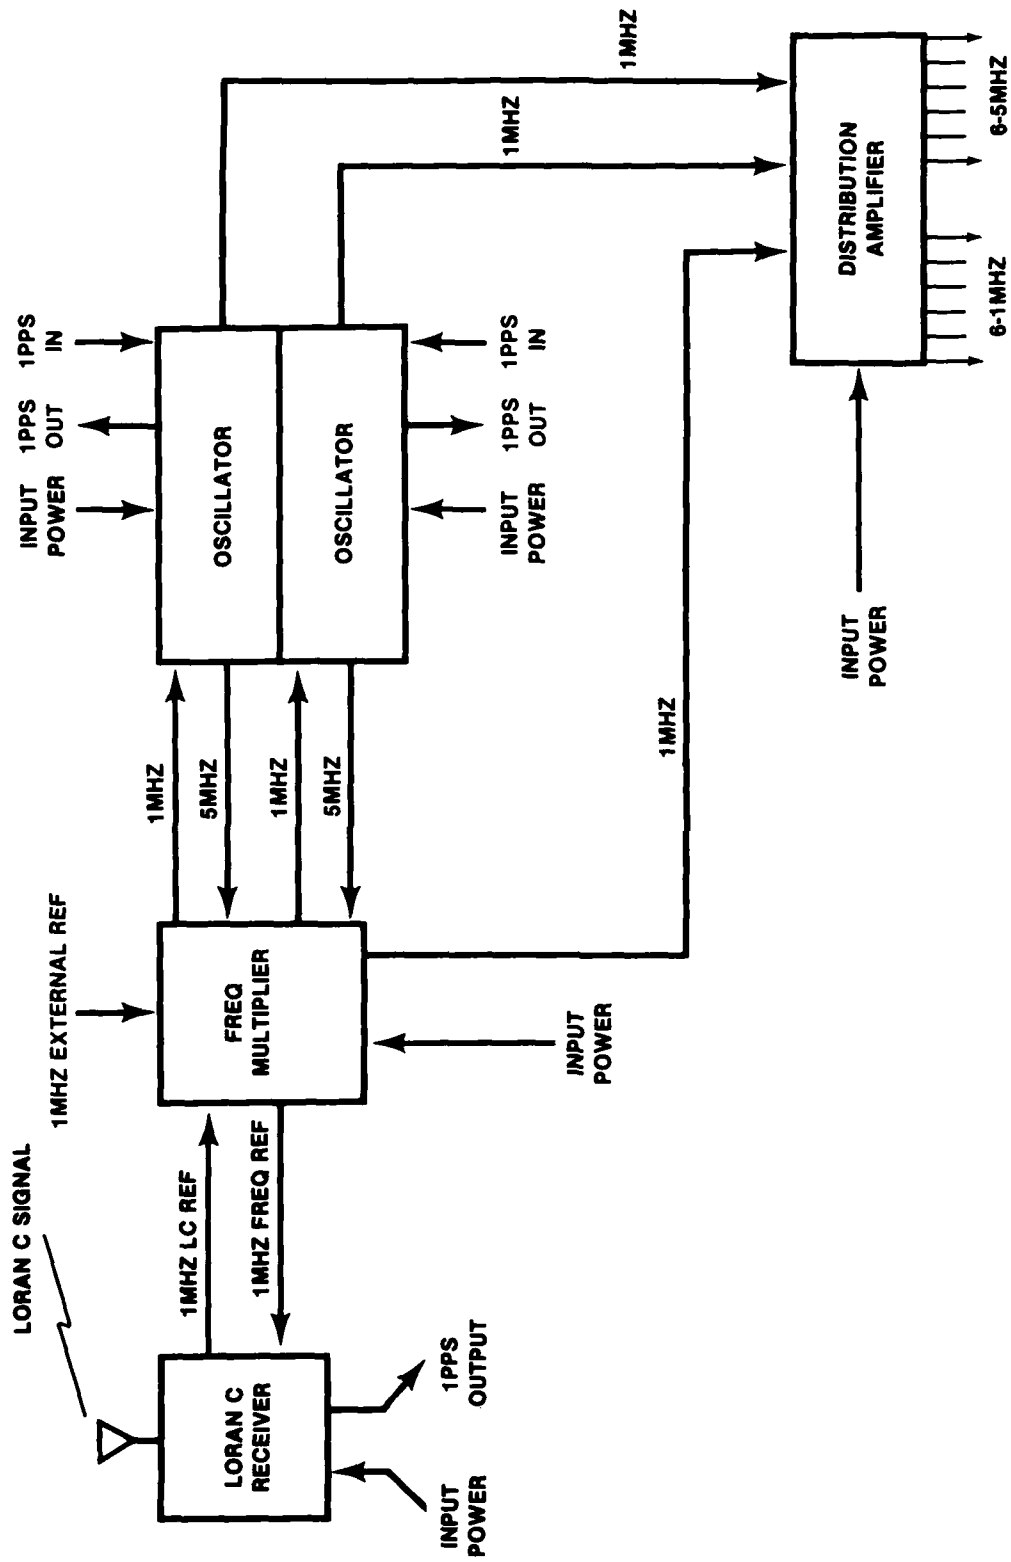 LORAN C SIGNAL
1MHZ EXTERNAL REF
INPUT
POWER
1PPS
OUT
1PPS
IN
LORAN C
RECEIVER
1MHZ LC REF
1MHZ FREQ REF
FREQ
MULTIPLIER
1MHZ
5MHZ
1MHZ
5MHZ
OSCILLATOR
OSCILLATOR
INPUT
POWER
1PPS
OUTPUT
INPUT
POWER
INPUT
POWER
1PPS
OUT
1PPS
IN
1MHZ
1MHZ
1MHZ
INPUT
POWER
DISTRIBUTION
AMPLIFIER
6-1MHZ
6-5MHZ